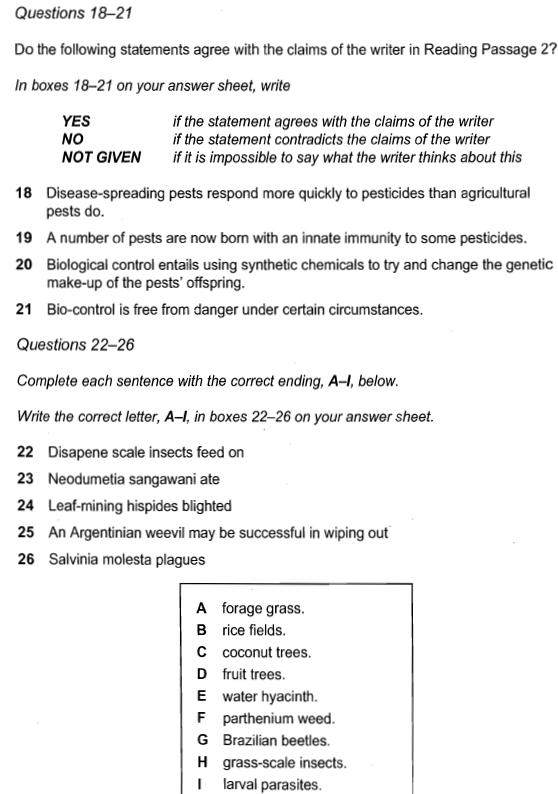 Questions 18–21
Do the following statements agree with the claims of the writer in Reading Passage 2?
In boxes 18–21 on your answer sheet, write
YES if the statement agrees with the claims of the writer
NO if the statement contradicts the claims of the writer
NOT GIVEN if it is impossible to say what the writer thinks about this
18 Disease-spreading pests respond more quickly to pesticides than agricultural
pests do.
19 A number of pests are now born with an innate immunity to some pesticides.
20 Biological control entails using synthetic chemicals to try and change the genetic
make-up of the pests' offspring.
21 Bio-control is free from danger under certain circumstances.
Questions 22–26
Complete each sentence with the correct ending, A–I, below.
Write the correct letter, A–I, in boxes 22–26 on your answer sheet.
22 Disapene scale insects feed on
23 Neodumetia sangawani ate
24 Leaf-mining hispides blighted
25 An Argentinian weevil may be successful in wiping out
26 Salvinia molesta plagues
A forage grass.
B rice fields.
C coconut trees.
D fruit trees.
E water hyacinth.
F parthenium weed.
G Brazilian beetles.
H grass-scale insects.
I larval parasites.